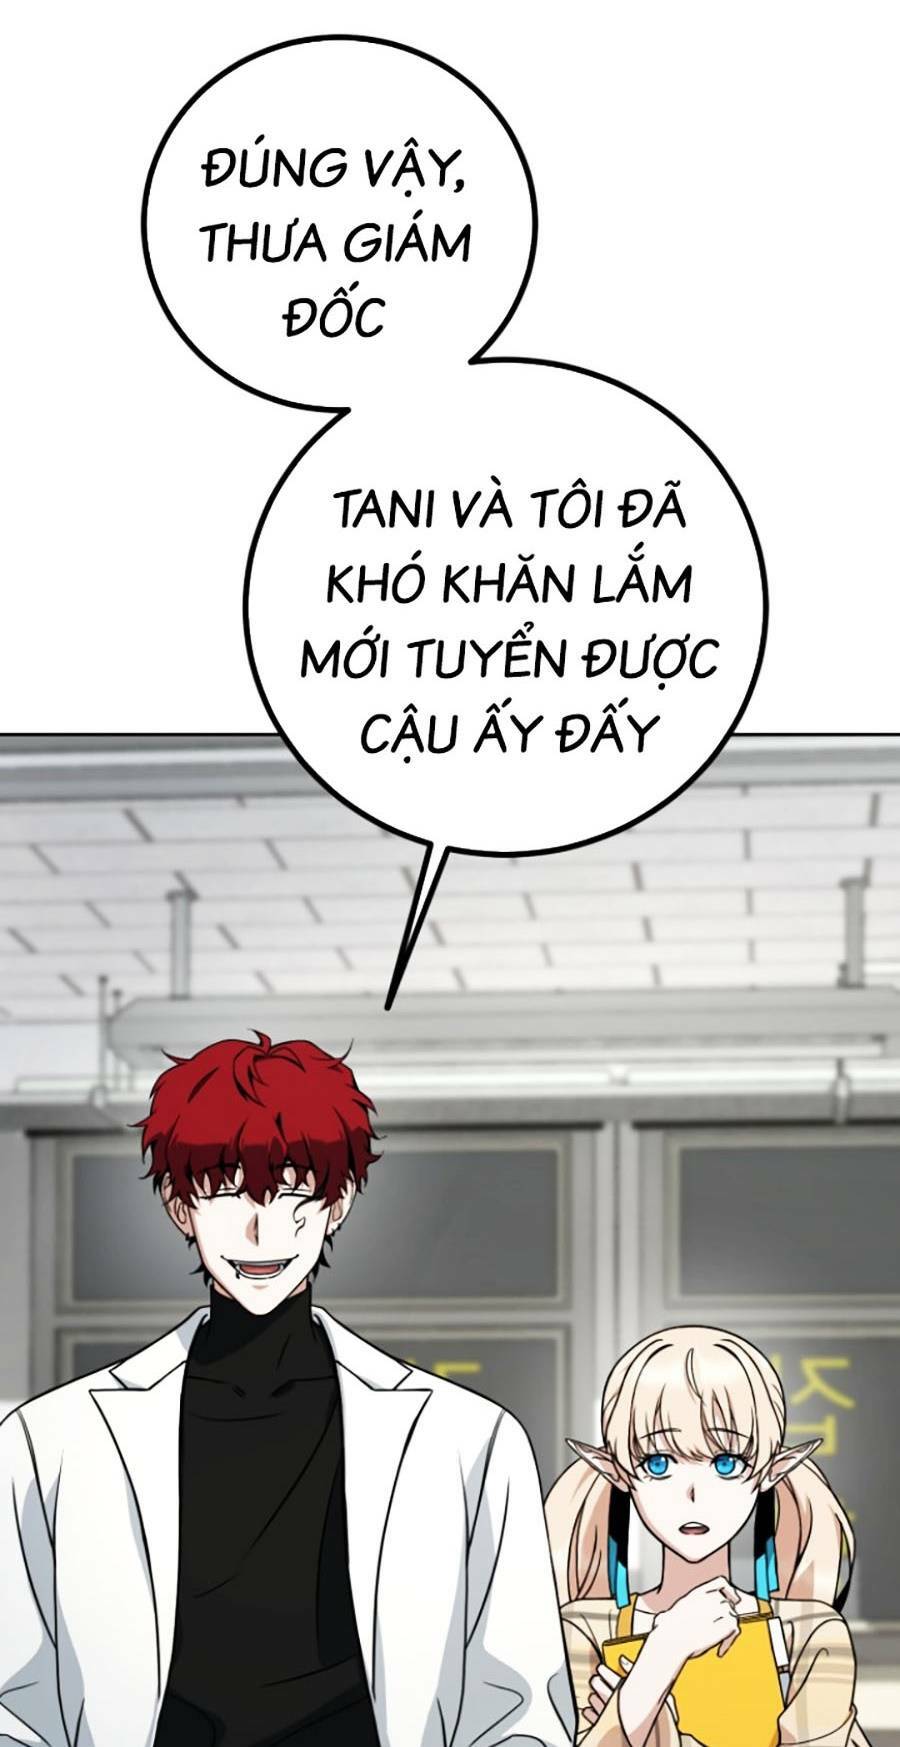 ĐÚNG VẬY,
THƯA GIÁM
ĐỐC
TANI VÀ TÔI ĐÃ
KHÓ KHĂN LẮM
MỚI TUYỂN ĐƯỢC
CẬU ẤY ĐẤY